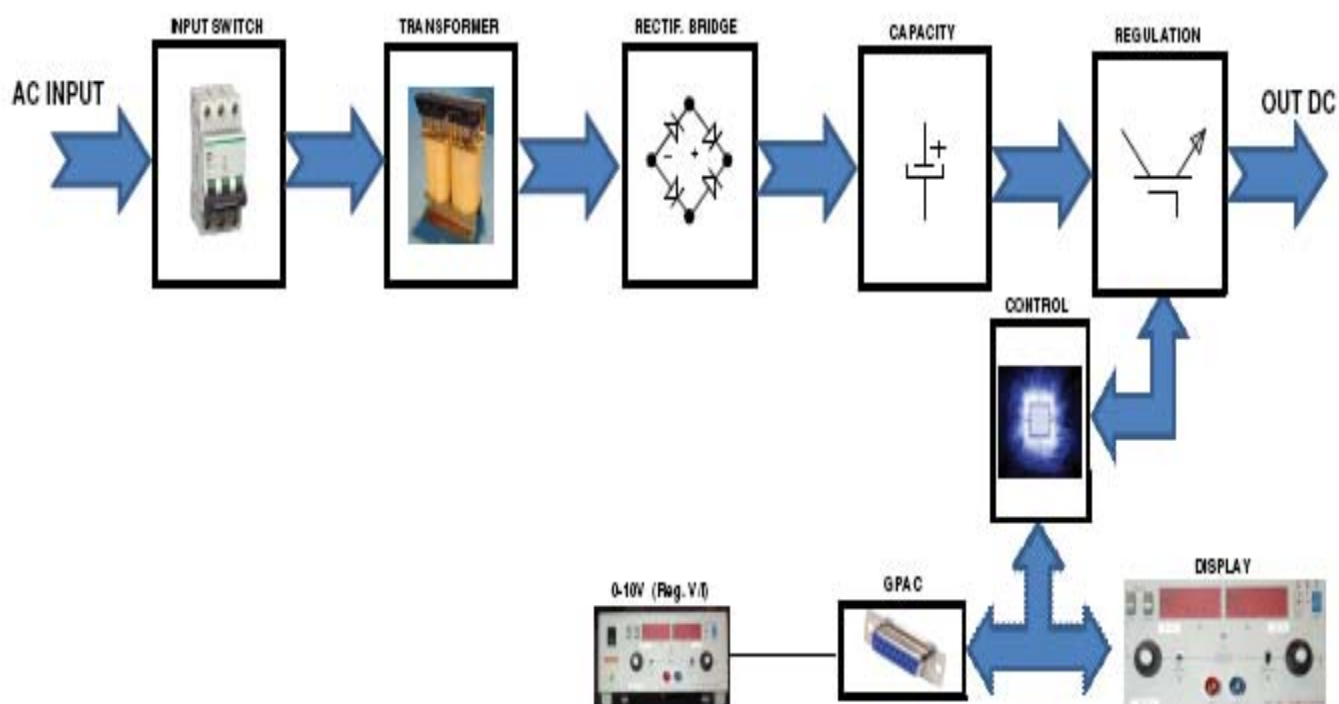 INPUT SWITCH
TRANSFORMER
RECTIF. BRIDGE
CAPACITY
REGULATION
AC INPUT
OUT DC
CONTROL
0-10V (Reg. V/I)
GPAC
DISPLAY